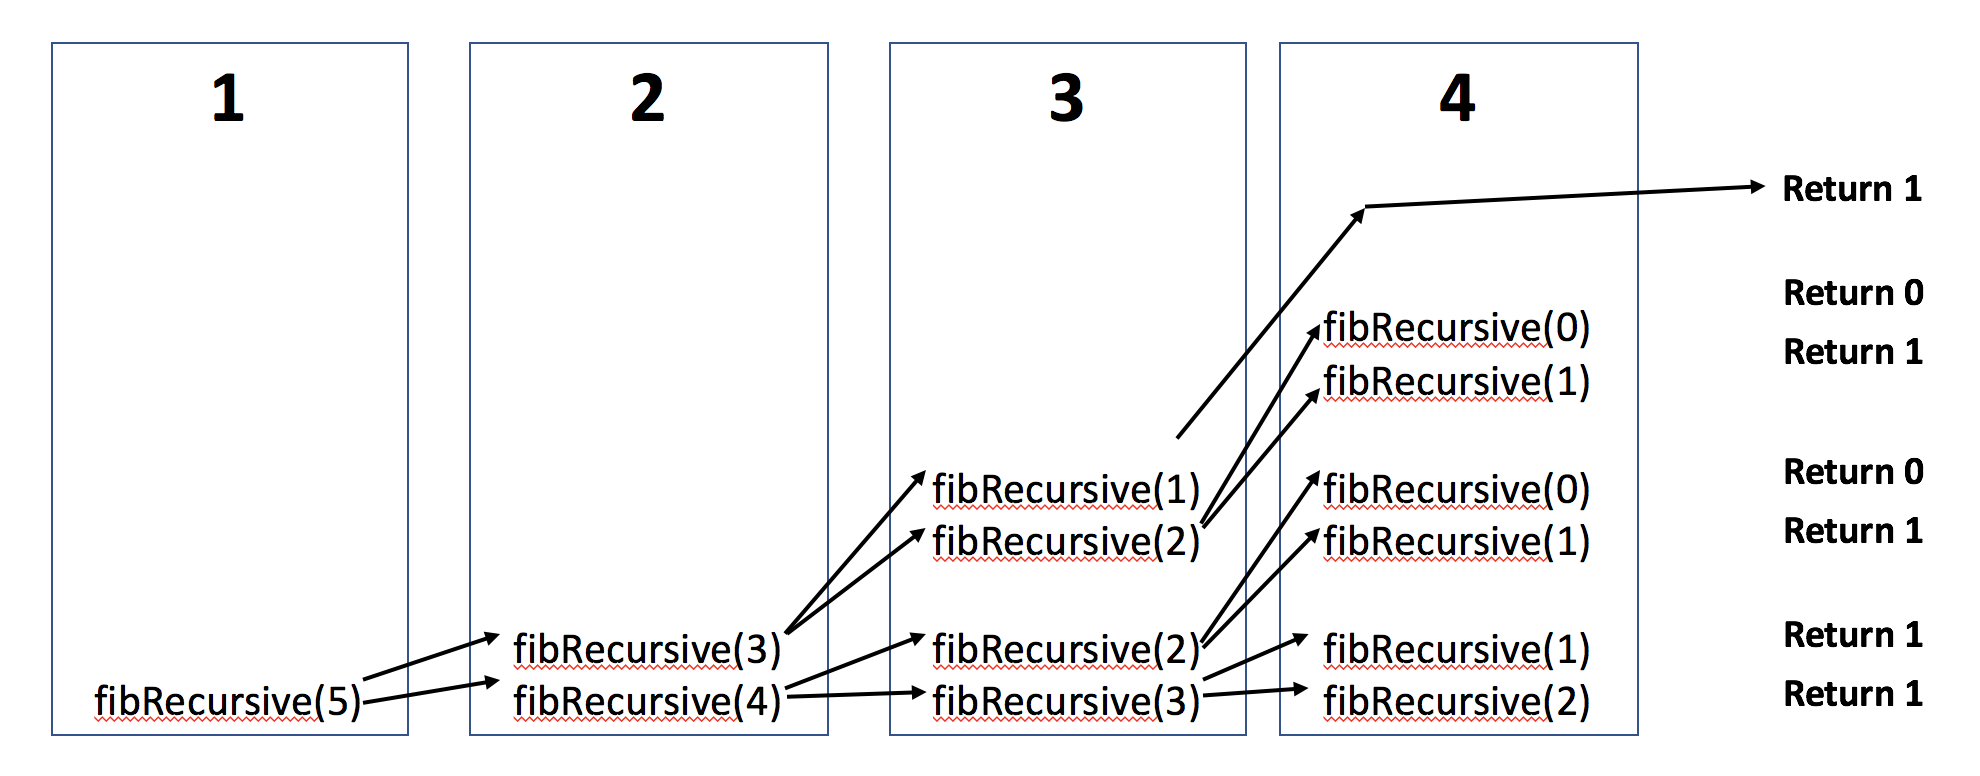 1
2
3
4
Return 1
Return 0
fibRecursive(0)
Return 1
fibRecursive(1)
Return 0
fibRecursive(1)
fibRecursive(0)
Return 1
fibRecursive(2)
fibRecursive(1)
Return 1
fibRecursive(3)
fibRecursive(2)
fibRecursive(1)
Return 1
fibRecursive(5)
fibRecursive(4)
fibRecursive(3)
fibRecursive(2)